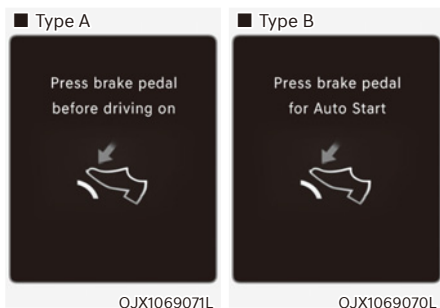 ■ Type A
Press brake pedal
before driving on
OJX1069071L
■ Type B
Press brake pedal
for Auto Start
OJX1069070L